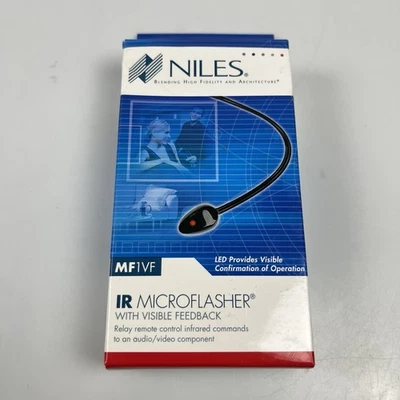 NILES®
BLENDING HIGH FIDELITY AND ARCHITECTURE®
MF1VF
LED Provides Visible
Confirmation of Operation
IR MICROFLASHER®
WITH VISIBLE FEEDBACK
Relay remote control infrared commands
to an audio/video component